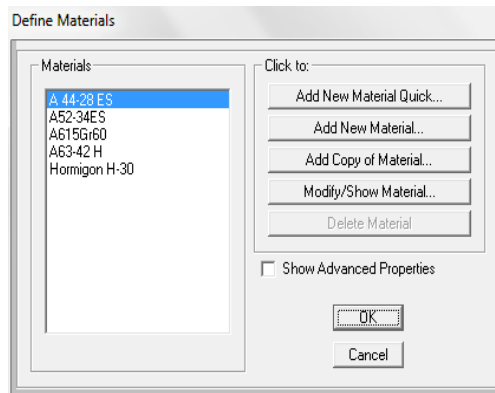 Define Materials
Materials
A 44-28 ES
A52-34ES
A615Gr60
A63-42 H
Hormigon H-30
Click to:
Add New Material Quick...
Add New Material...
Add Copy of Material...
Modify/Show Material...
Delete Material
Show Advanced Properties
OK
Cancel